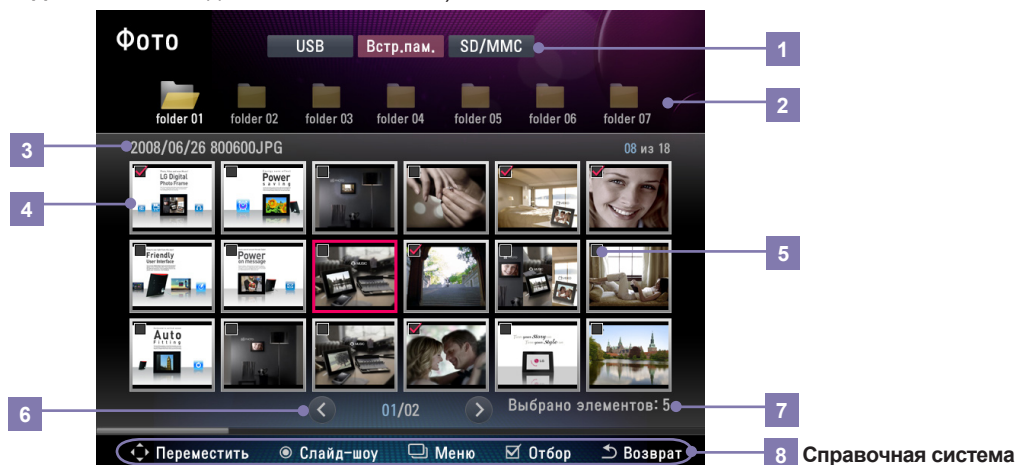 Фото
USB Встр.пам. SD/MMC 1
folder 01 folder 02 folder 03 folder 04 folder 05 folder 06 folder 07 2
3 2008/06/26 800600JPG 08 из 18
LG Digital
Photo Frame
Power
saving
4
Friendly
User Interface
Power
on message
MUSIC
5
Auto
Fitting
LG
6 01/02 Выбрано элементов: 5 7
Переместить Слайд-шоу Меню Отбор Возврат 8 Справочная система